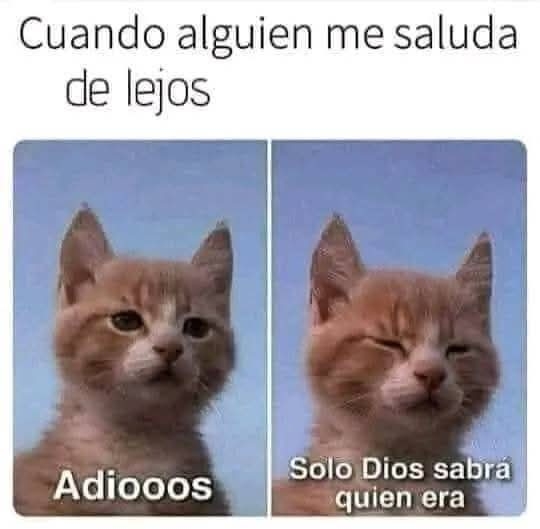 Cuando alguien me saluda
de lejos
Adiooos
Solo Dios sabrá
quien era